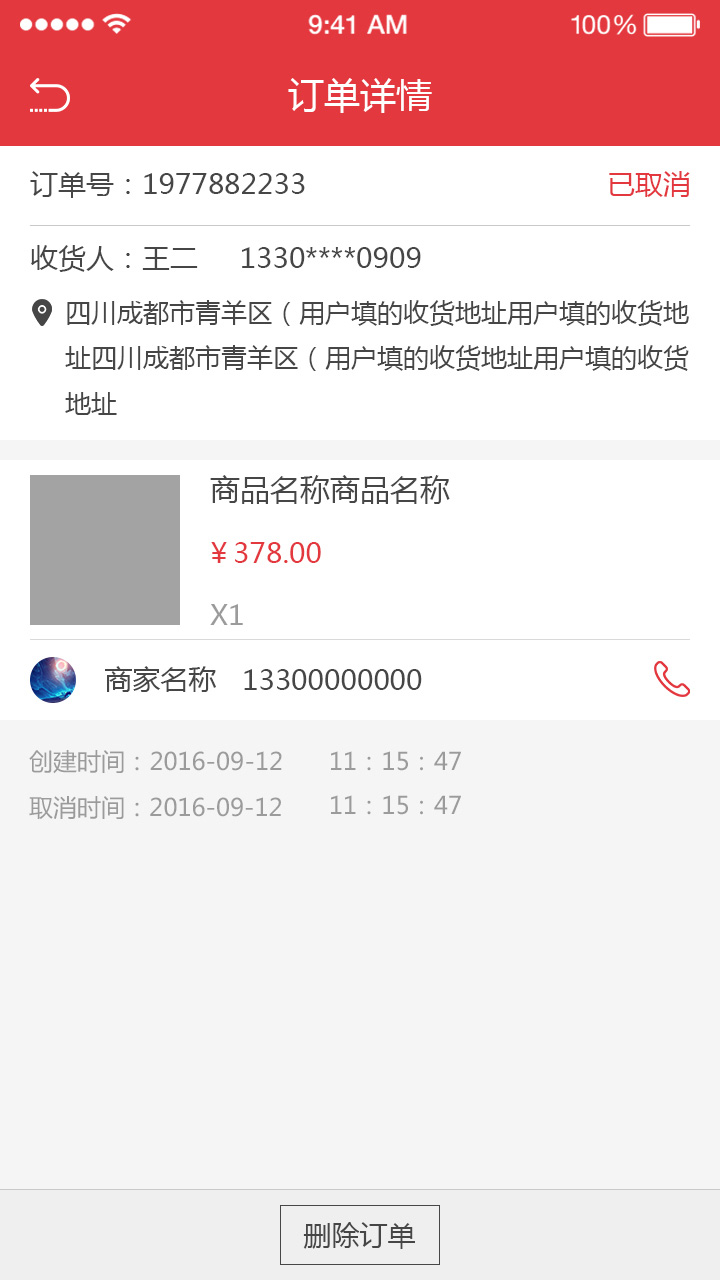 9:41 AM 100%
订单详情
订单号：1977882233 已取消
收货人：王二 1330****0909
四川成都市青羊区（用户填的收货地址用户填的收货地
址四川成都市青羊区（用户填的收货地址用户填的收货
地址
商品名称商品名称
¥ 378.00
X1
商家名称 13300000000
创建时间：2016-09-12 11：15：47
取消时间：2016-09-12 11：15：47
删除订单